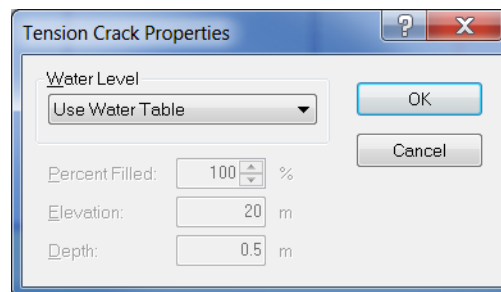 Tension Crack Properties
?
X
Water Level
Use Water Table
OK
Cancel
Percent Filled: 100 %
Elevation: 20 m
Depth: 0.5 m